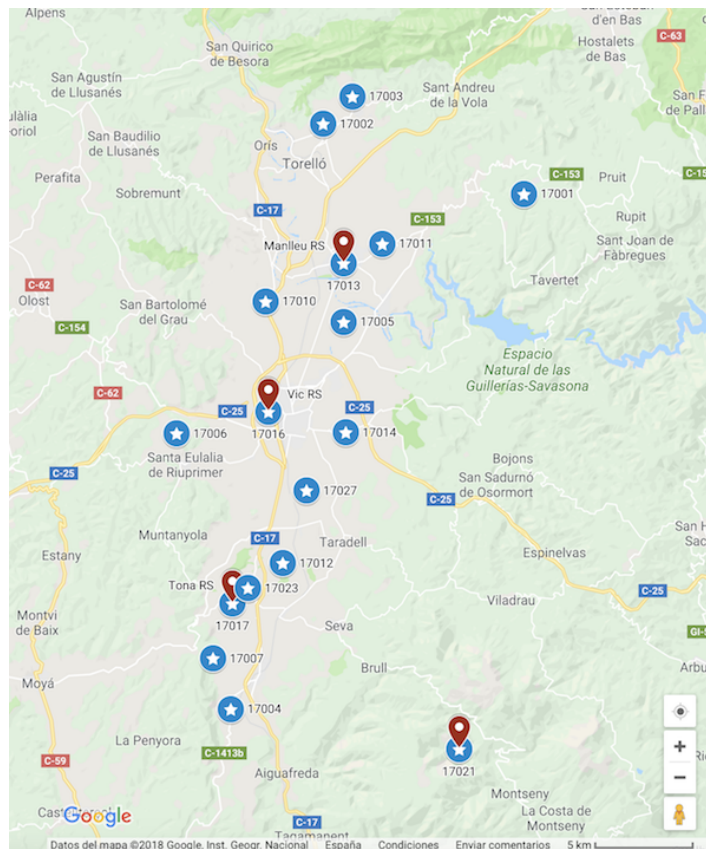 Alpens
San Esteban
d'en Bas
Hostalets
de Bas
C-63
San Quirico
de Besora
San Agustín
de Llusanés
17003
Sant Andreu
de la Vola
17002
San Baudilio
de Llusanés
Orís
Torelló
Perafita
Sobremunt
C-153
Pruit
17001
C-17
C-153
Rupit
Manlleu RS
17011
San Joan de
Fàbregues
17013
Tavertet
C-62
Olost
San Bartolomé
del Grau
17010
17005
C-154
Espacio
Natural de las
Guillerías-Savasona
C-62
Vic RS
C-25
C-25
17006
17016
17014
Santa Eulalia
de Riuprimer
Bojons
San Sadurnó
de Osormort
C-25
17027
C-25
Muntanyola
C-17
Taradell
Estany
Espinelvas
17012
Tona RS
17023
C-25
Viladrau
17017
Montvi
de Baix
Seva
17007
Brull
Moyá
17004
La Penyora
C-1413b
C-59
17021
Aiguafreda
Montseny
La Costa de
Montseny
Google
C-17
Tagamanent
Datos del mapa ©2018 Google, Inst. Geogr. Nacional España Condiciones Enviar comentarios 5 km